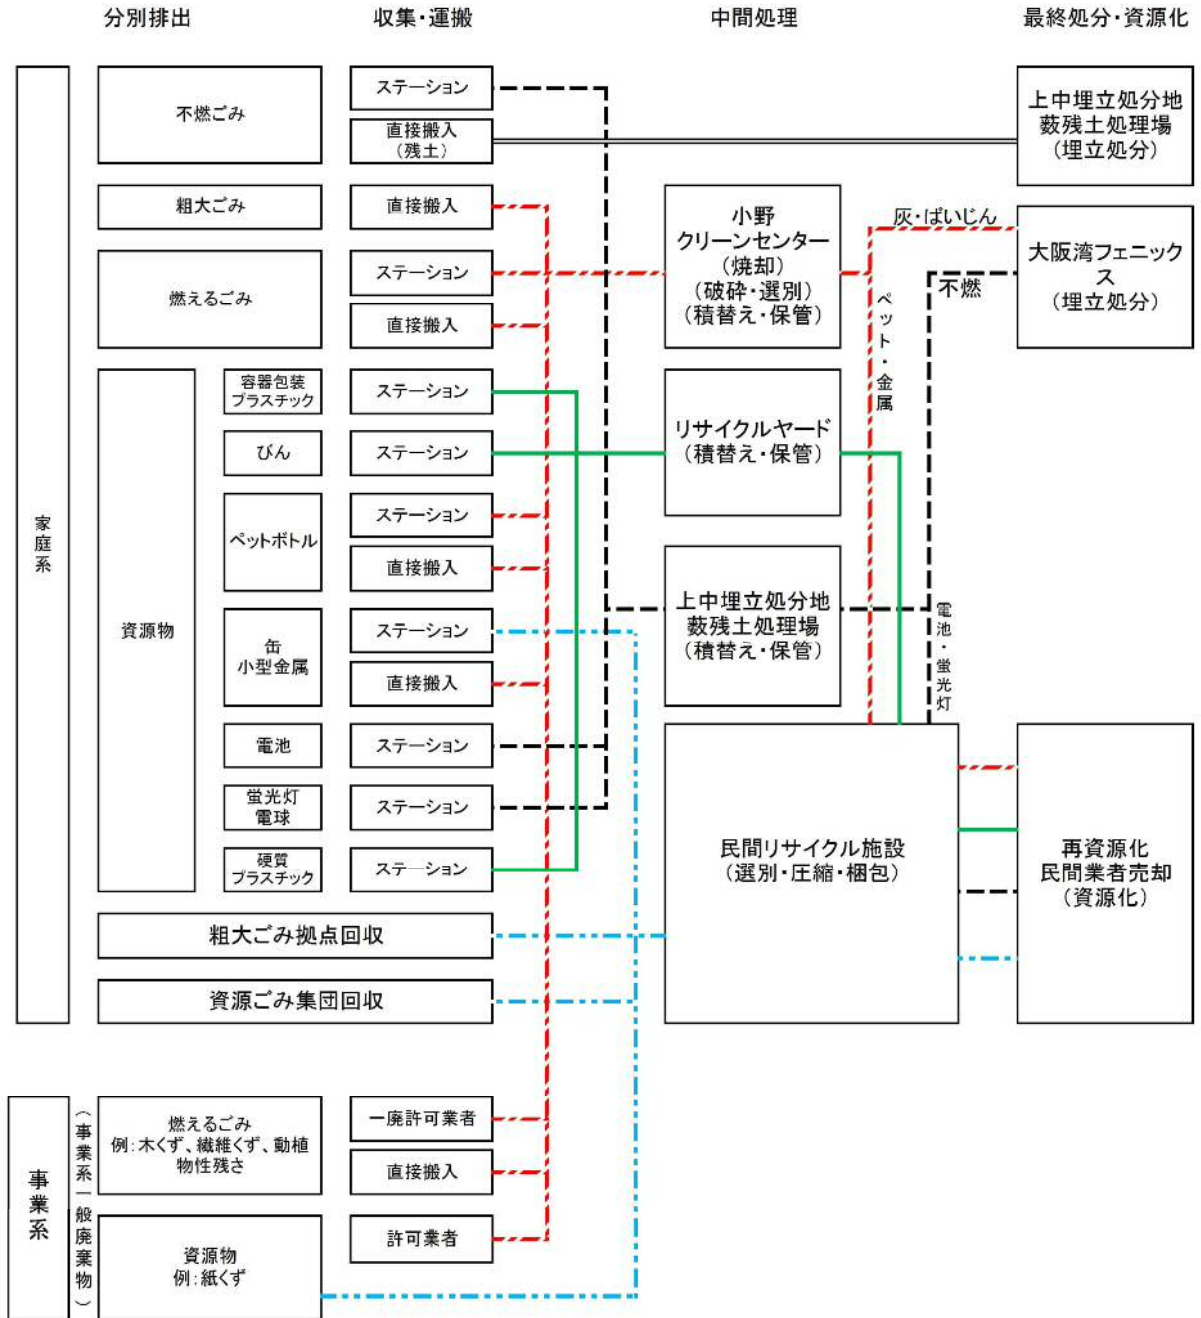 分別排出
収集・運搬
中間処理
最終処分・資源化
家庭系
不燃ごみ
ステーション
直接搬入
(残土)
粗大ごみ
直接搬入
燃えるごみ
ステーション
直接搬入
資源物
容器包装
プラスチック
ステーション
びん
ステーション
ペットボトル
ステーション
直接搬入
缶
小型金属
ステーション
直接搬入
電池
ステーション
蛍光灯
電球
ステーション
硬質
プラスチック
ステーション
粗大ごみ拠点回収
資源ごみ集団回収
小野
クリーンセンター
(焼却)
(破砕・選別)
(積替え・保管)
リサイクルヤード
(積替え・保管)
上中埋立処分地
薮残土処理場
(積替え・保管)
民間リサイクル施設
(選別・圧縮・梱包)
灰・ばいじん
不燃
ペット・金属
電池・蛍光灯
上中埋立処分地
薮残土処理場
(埋立処分)
大阪湾フェニック
ス
(埋立処分)
再資源化
民間業者売却
(資源化)
事業系
(事業系一般廃棄物)
燃えるごみ
例:木くず、繊維くず、動植
物性残さ
一廃許可業者
直接搬入
資源物
例:紙くず
許可業者